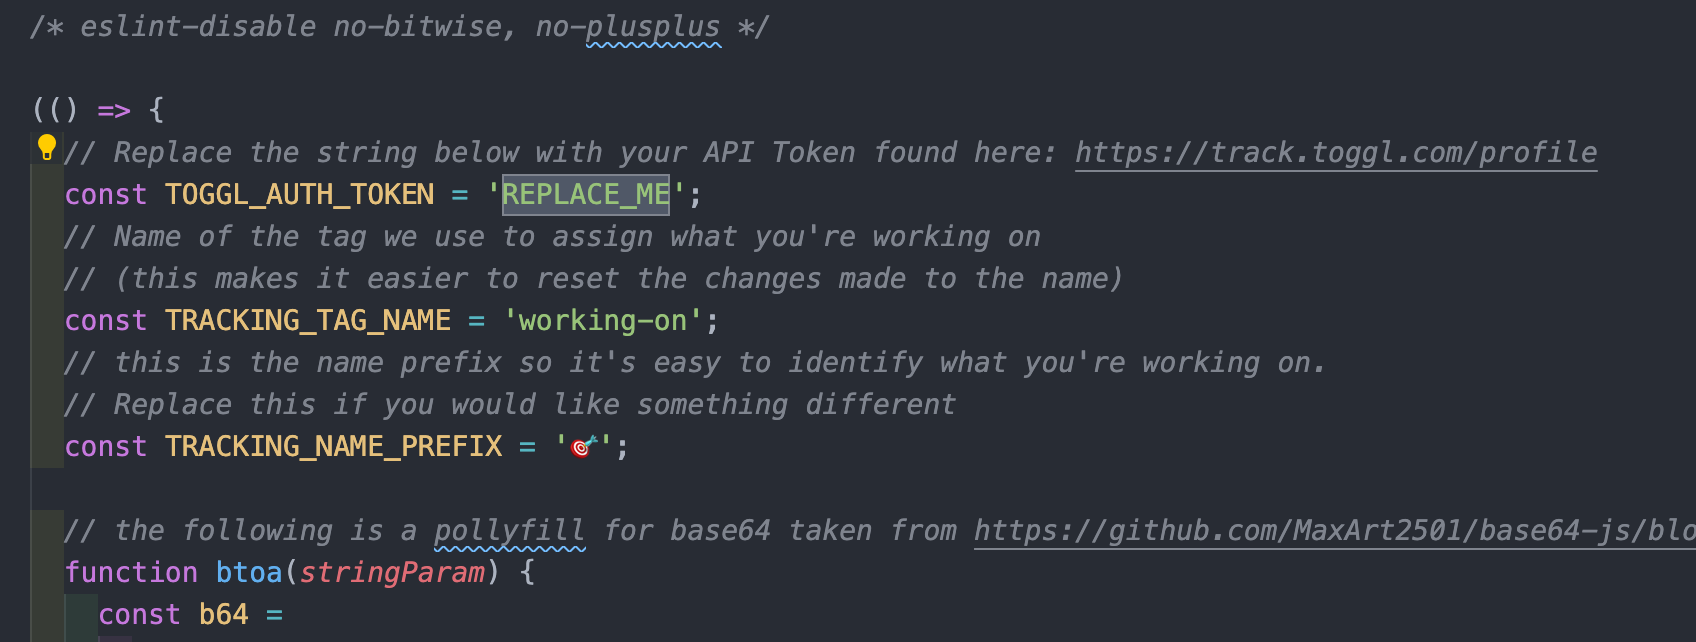 /* eslint-disable no-bitwise, no-plusplus */
(() => {
// Replace the string below with your API Token found here: https://track.toggl.com/profile
const TOGGL_AUTH_TOKEN = 'REPLACE_ME';
// Name of the tag we use to assign what you're working on
// (this makes it easier to reset the changes made to the name)
const TRACKING_TAG_NAME = 'working-on';
// this is the name prefix so it's easy to identify what you're working on.
// Replace this if you would like something different
const TRACKING_NAME_PREFIX = '🎯';
// the following is a pollyfill for base64 taken from https://github.com/MaxArt2501/base64-js/blo
function btoa(stringParam) {
const b64 =